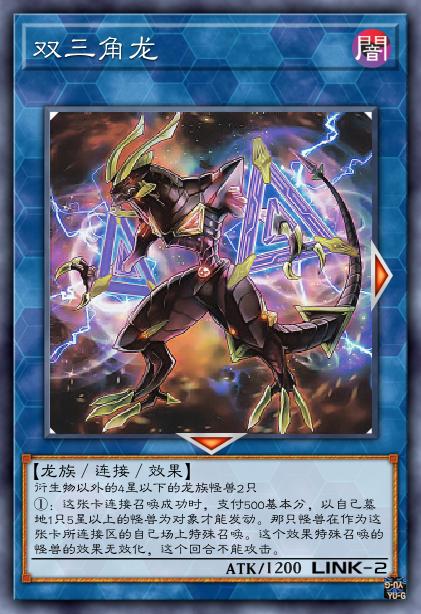 双三角龙
闇
【龙族／连接／效果】
衍生物以外的4星以下的龙族怪兽2只
①：这张卡连接召唤成功时，支付500基本分，以自己墓
地1只5星以上的怪兽为对象才能发动。那只怪兽在作为这
张卡所连接区的自己场上特殊召唤。这个效果特殊召唤的
怪兽的效果无效化，这个回合不能攻击。
ATK/1200 LINK-2